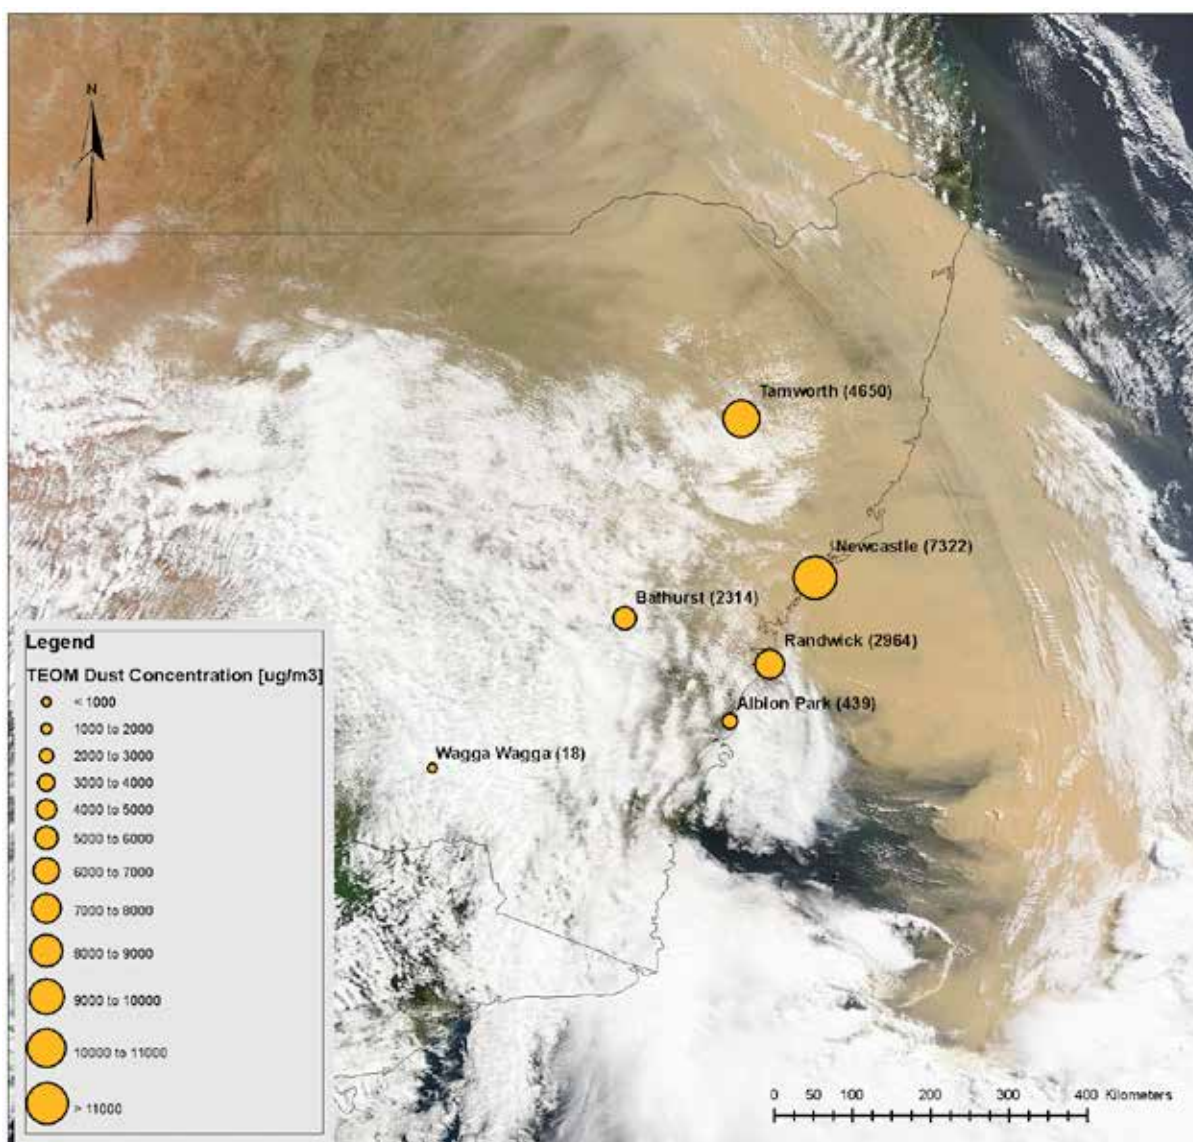 N
Tamworth (4650)
Newcastle (7322)
Bathurst (2314)
Randwick (2964)
Albion Park (439)
Wagga Wagga (18)
Legend
TEOM Dust Concentration [ug/m3]
< 1000
1000 to 2000
2000 to 3000
3000 to 4000
4000 to 5000
5000 to 6000
6000 to 7000
7000 to 8000
8000 to 9000
9000 to 10000
10000 to 11000
> 11000
0 50 100 200 300 400 Kilometers